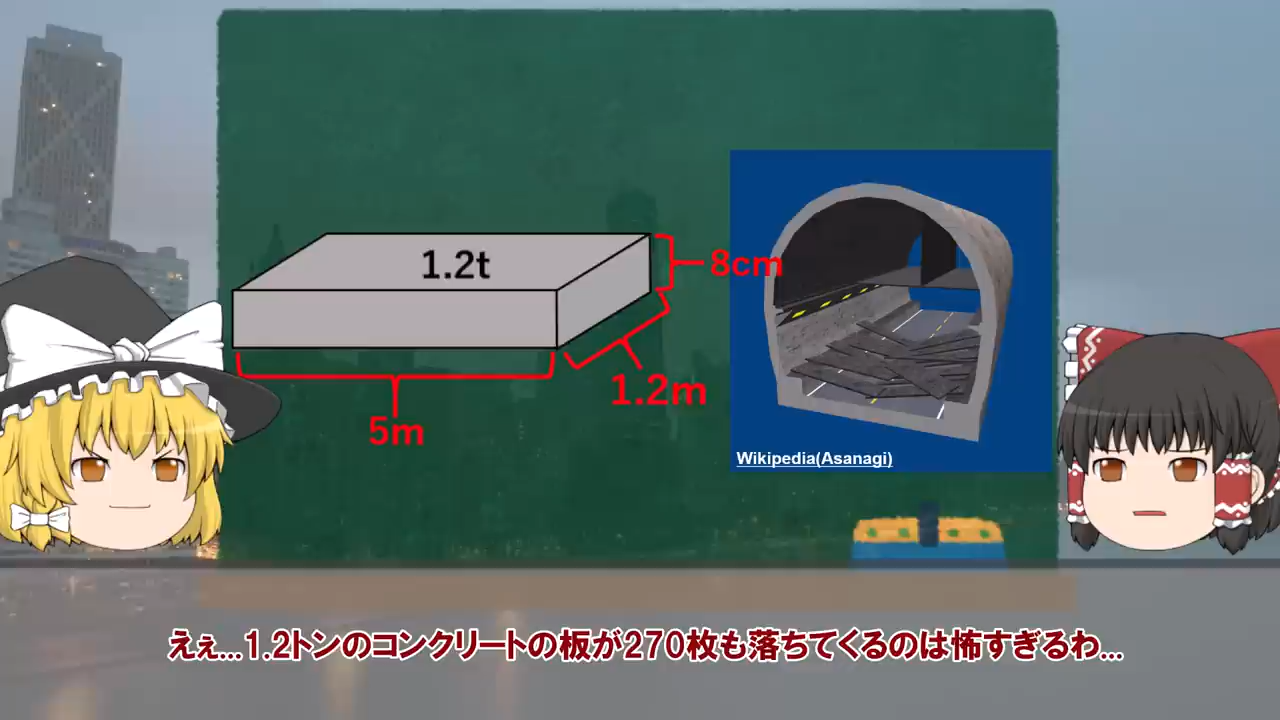 1.2t
8cm
1.2m
5m
Wikipedia(Asanagi)
えぇ…1.2トンのコンクリートの板が270枚も落ちてくるのは怖すぎるわ…